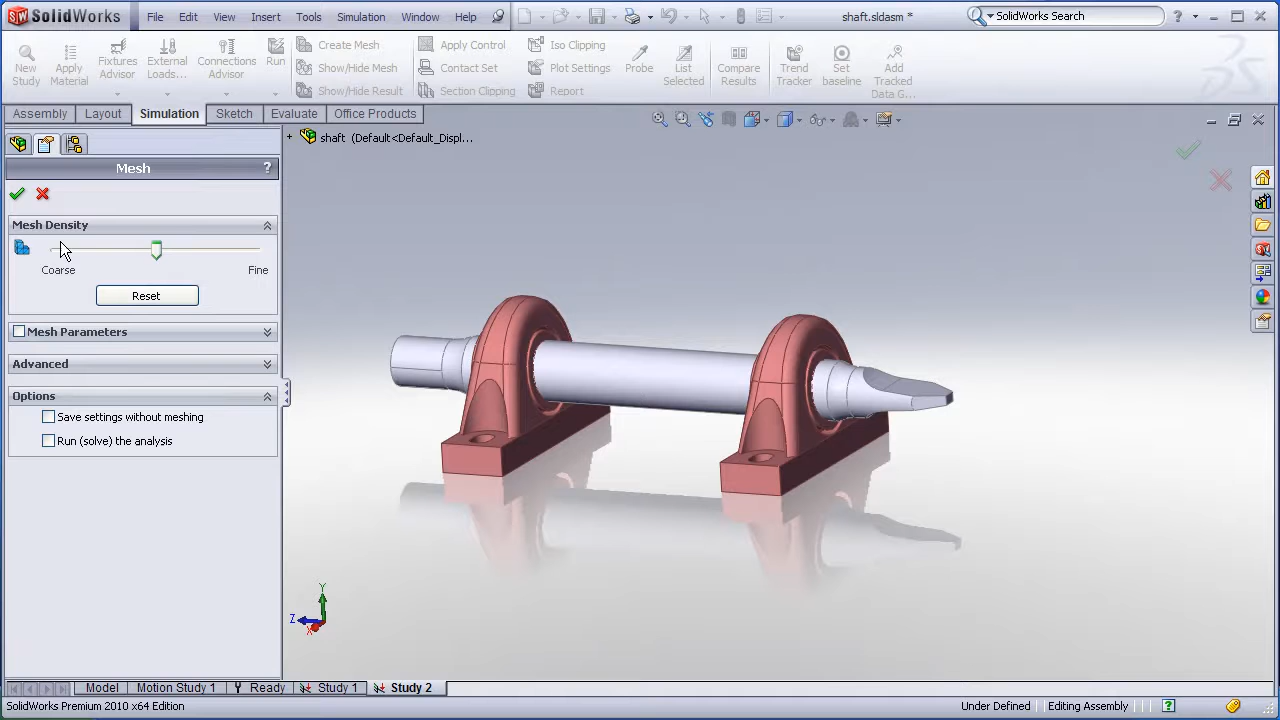 SolidWorks File Edit View Insert Tools Simulation Window Help shaft.sldasm * SolidWorks Search ?
New Study
Apply Material
Fixtures Advisor
External Loads...
Connections Advisor
Run
Create Mesh
Show/Hide Mesh
Show/Hide Result
Apply Control
Contact Set
Section Clipping
Iso Clipping
Plot Settings
Report
Probe
List Selected
Compare Results
Trend Tracker
Set baseline
Add Tracked Data G...
Assembly Layout Simulation Sketch Evaluate Office Products
shaft (Default<Default_Displ...
Mesh ?
Mesh Density
Coarse Fine
Reset
Mesh Parameters
Advanced
Options
Save settings without meshing
Run (solve) the analysis
Y
Z
X
Model Motion Study 1 Ready Study 1 Study 2
SolidWorks Premium 2010 x64 Edition Under Defined Editing Assembly ?